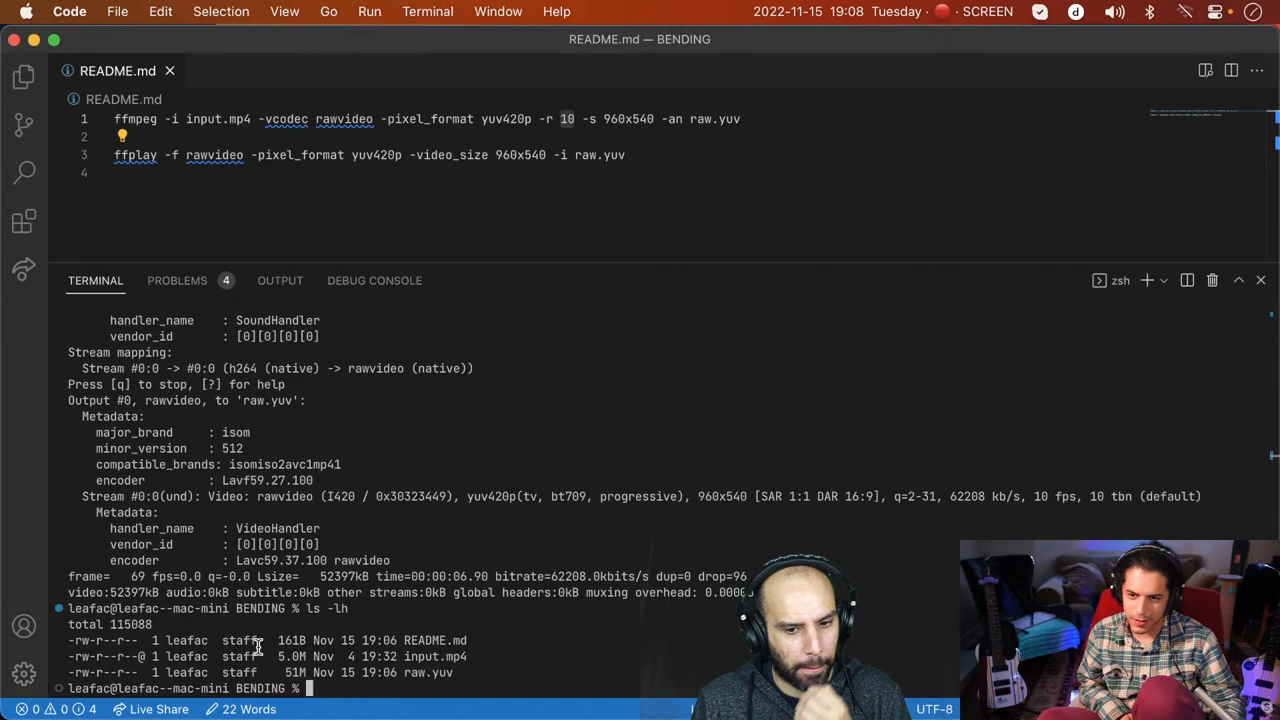 Code File Edit Selection View Go Run Terminal Window Help 2022-11-15 19:08 Tuesday SCREEN
README.md — BENDING
README.md
README.md
1 ffmpeg -i input.mp4 -vcodec rawvideo -pixel_format yuv420p -r 10 -s 960x540 -an raw.yuv
2
3 ffplay -f rawvideo -pixel_format yuv420p -video_size 960x540 -i raw.yuv
4
TERMINAL PROBLEMS 4 OUTPUT DEBUG CONSOLE zsh
handler_name : SoundHandler
vendor_id : [0][0][0][0]
Stream mapping:
Stream #0:0 -> #0:0 (h264 (native) -> rawvideo (native))
Press [q] to stop, [?] for help
Output #0, rawvideo, to 'raw.yuv':
Metadata:
major_brand : isom
minor_version : 512
compatible_brands: isomiso2avc1mp41
encoder : Lavf59.27.100
Stream #0:0(und): Video: rawvideo (I420 / 0x30323449), yuv420p(tv, bt709, progressive), 960x540 [SAR 1:1 DAR 16:9], q=2-31, 62208 kb/s, 10 fps, 10 tbn (default)
Metadata:
handler_name : VideoHandler
vendor_id : [0][0][0][0]
encoder : Lavc59.37.100 rawvideo
frame= 69 fps=0.0 q=-0.0 Lsize= 52397kB time=00:00:06.90 bitrate=62208.0kbits/s dup=0 drop=96
video:52397kB audio:0kB subtitle:0kB other streams:0kB global headers:0kB muxing overhead: 0.0000
leafac@leafac--mac-mini BENDING % ls -lh
total 115088
-rw-r--r-- 1 leafac staff 161B Nov 15 19:06 README.md
-rw-r--r--@ 1 leafac staff 5.0M Nov 4 19:32 input.mp4
-rw-r--r-- 1 leafac staff 51M Nov 15 19:06 raw.yuv
leafac@leafac--mac-mini BENDING %
0 0 4 Live Share 22 Words UTF-8